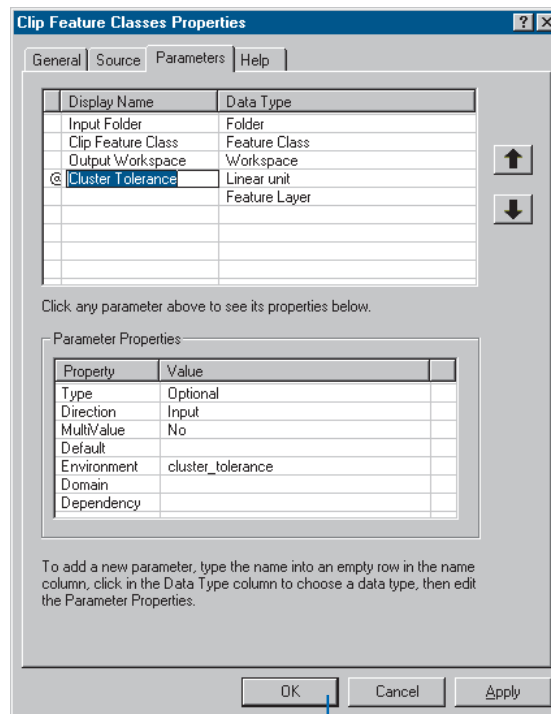 Clip Feature Classes Properties
General Source Parameters Help
Display Name Data Type
Input Folder Folder
Clip Feature Class Feature Class
Output Workspace Workspace
@ Cluster Tolerance Linear unit
Feature Layer
Click any parameter above to see its properties below.
Parameter Properties
Property Value
Type Optional
Direction Input
MultiValue No
Default
Environment cluster_tolerance
Domain
Dependency
To add a new parameter, type the name into an empty row in the name
column, click in the Data Type column to choose a data type, then edit
the Parameter Properties.
OK Cancel Apply